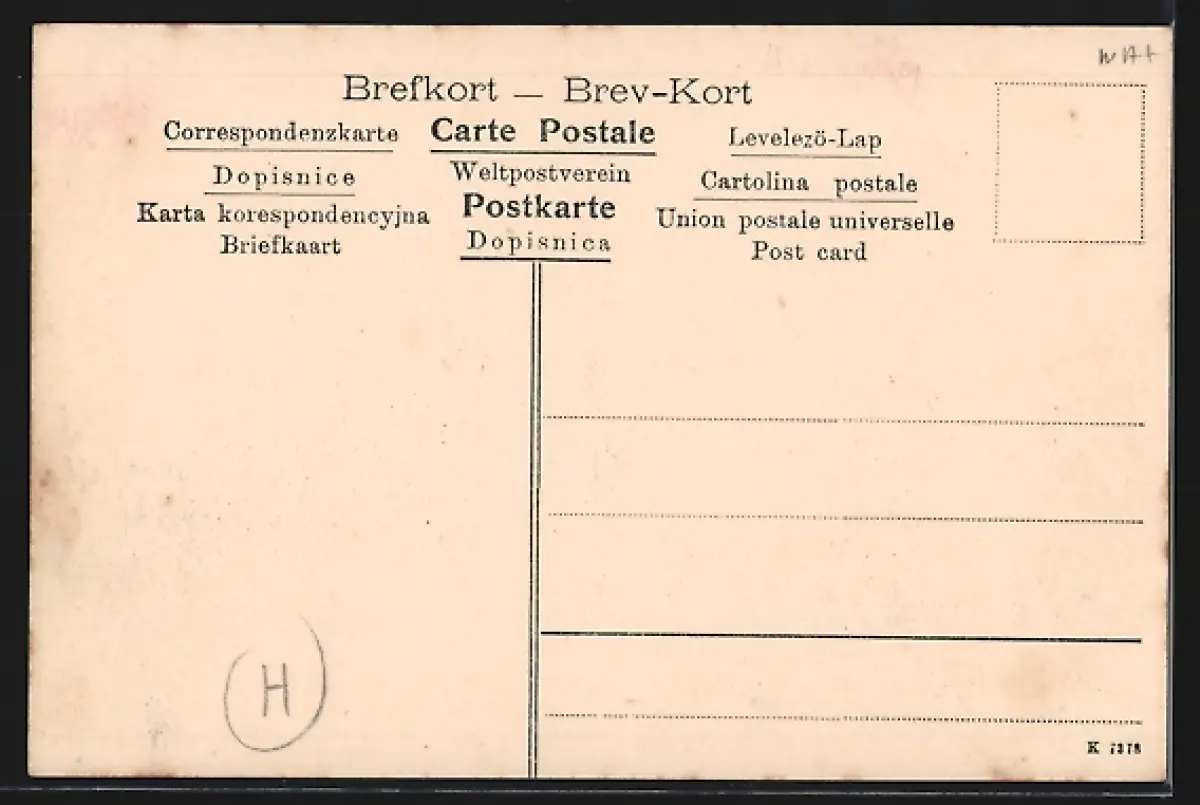 Brefkort — Brev-Kort
Correspondenzkarte Carte Postale Levelező-Lap
Dopisnice Weltpostverein Cartolina postale
Karta korespondencyjna Postkarte Union postale universelle
Briefkaart Dopisnica Post card
H
K 7378